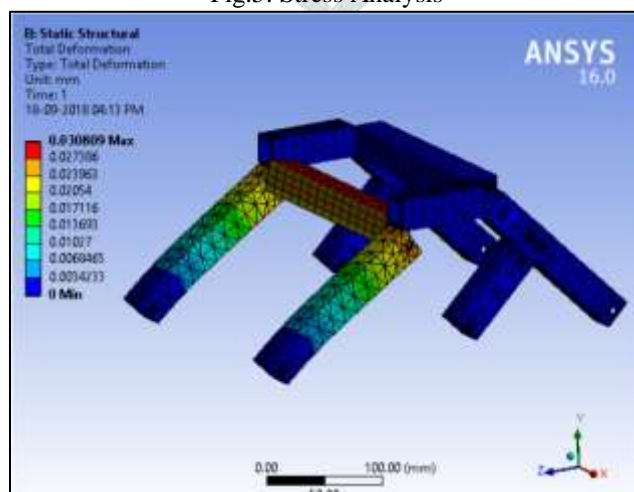 Fig.5: Stress Analysis
B: Static Structural
Total Deformation
Type: Total Deformation
Unit: mm
Time: 1
18-09-2018 04:13 PM
0.030809 Max
0.027386
0.023963
0.02054
0.017116
0.013693
0.01027
0.0068465
0.0034233
0 Min
ANSYS
16.0
0.00
100.00 (mm)
50.00
Y
Z
X